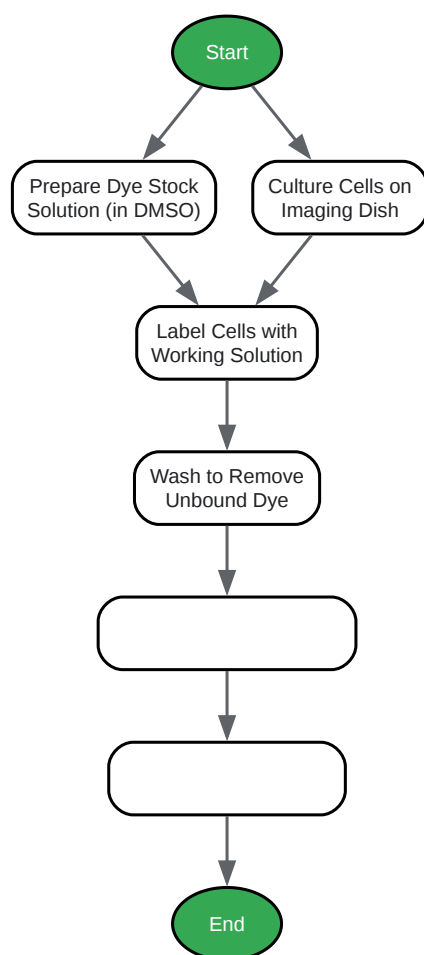 Start
Prepare Dye Stock
Solution (in DMSO)
Culture Cells on
Imaging Dish
Label Cells with
Working Solution
Wash to Remove
Unbound Dye
End